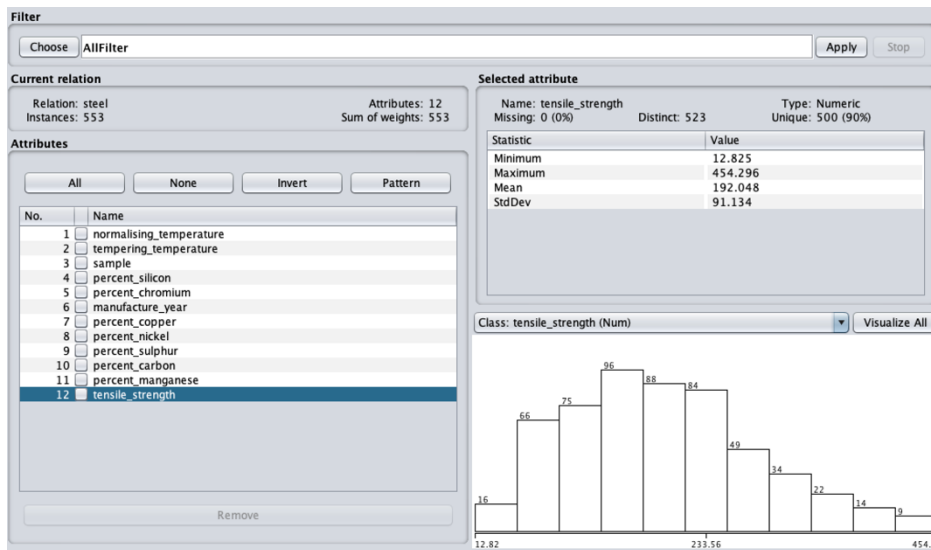 Filter
Choose AllFilter Apply Stop
Current relation
Relation: steel Attributes: 12
Instances: 553 Sum of weights: 553
Attributes
All None Invert Pattern
No. Name
1 normalising_temperature
2 tempering_temperature
3 sample
4 percent_silicon
5 percent_chromium
6 manufacture_year
7 percent_copper
8 percent_nickel
9 percent_sulphur
10 percent_carbon
11 percent_manganese
12 tensile_strength
Remove
Selected attribute
Name: tensile_strength Type: Numeric
Missing: 0 (0%) Distinct: 523 Unique: 500 (90%)
Statistic Value
Minimum 12.825
Maximum 454.296
Mean 192.048
StdDev 91.134
Class: tensile_strength (Num) Visualize All
96
88
84
75
66
49
34
22
16
14
9
12.82 233.56 454.